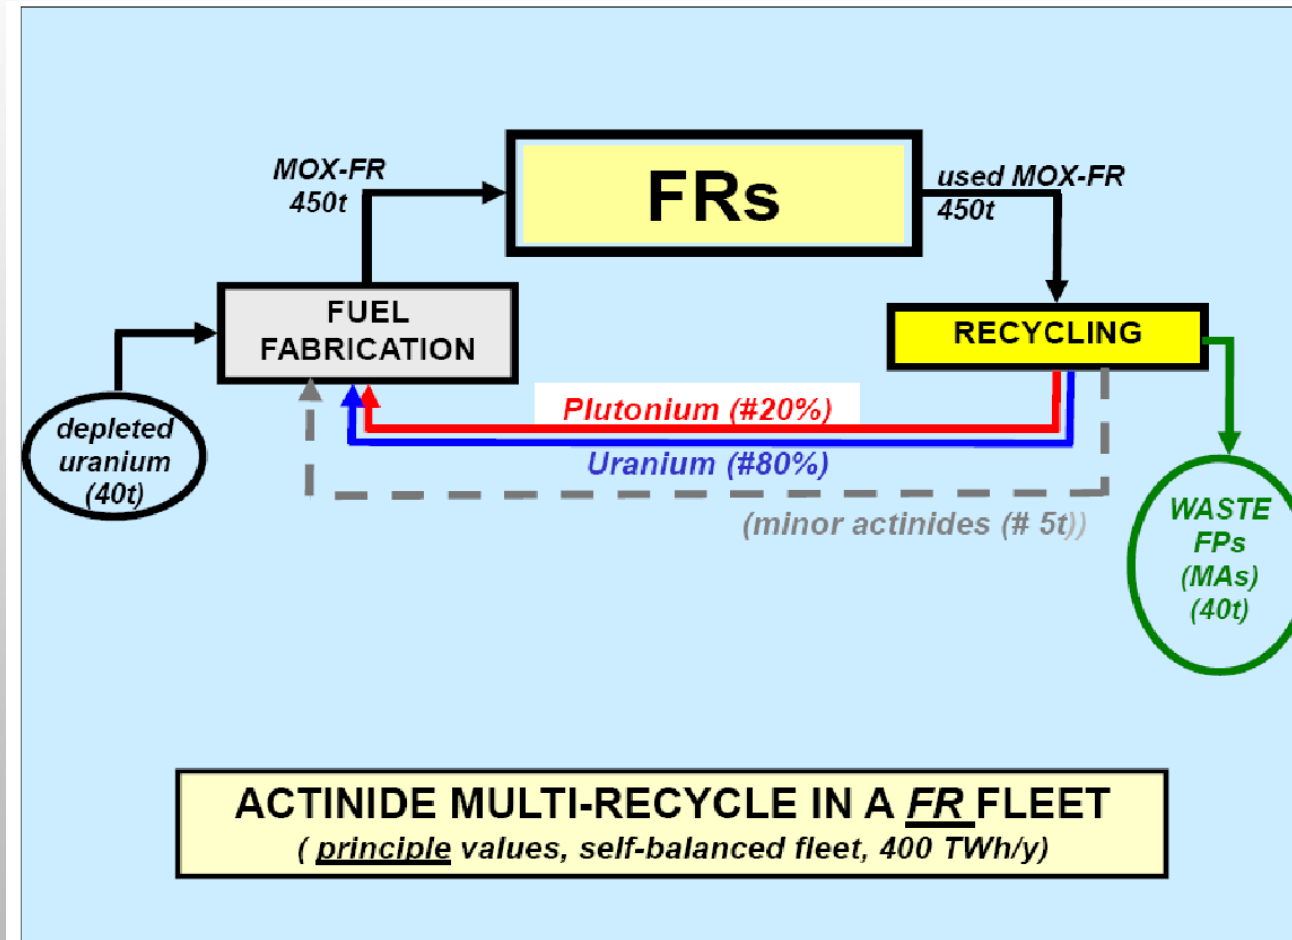 MOX-FR
450t
FRs
used MOX-FR
450t
FUEL
FABRICATION
RECYCLING
depleted
uranium
(40t)
Plutonium (#20%)
Uranium (#80%)
(minor actinides (# 5t))
WASTE
FPs
(MAs)
(40t)
ACTINIDE MULTI-RECYCLE IN A FR FLEET
( principle values, self-balanced fleet, 400 TWh/y)